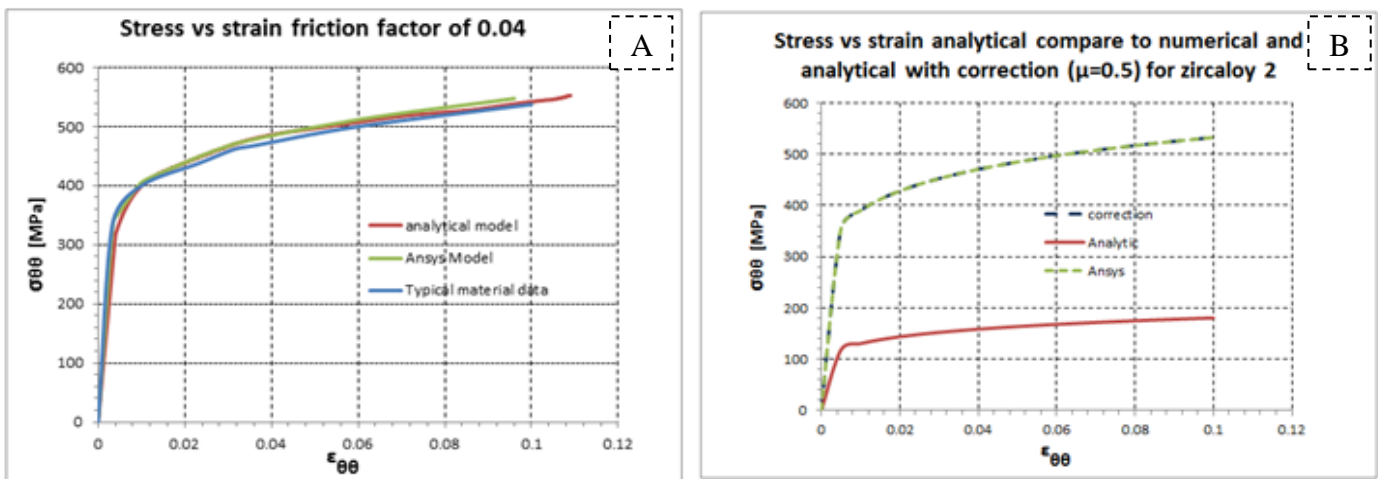 Stress vs strain friction factor of 0.04
A
600
500
400
300
200
100
0
σθθ [MPa]
analytical model
Ansys Model
Typical material data
0 0.02 0.04 0.06 0.08 0.1 0.12
εθθ
B
Stress vs strain analytical compare to numerical and
analytical with correction (μ=0.5) for zircaloy 2
600
500
400
300
200
100
0
σθθ [MPa]
correction
Analytic
Ansys
0 0.02 0.04 0.06 0.08 0.1 0.12
εθθ